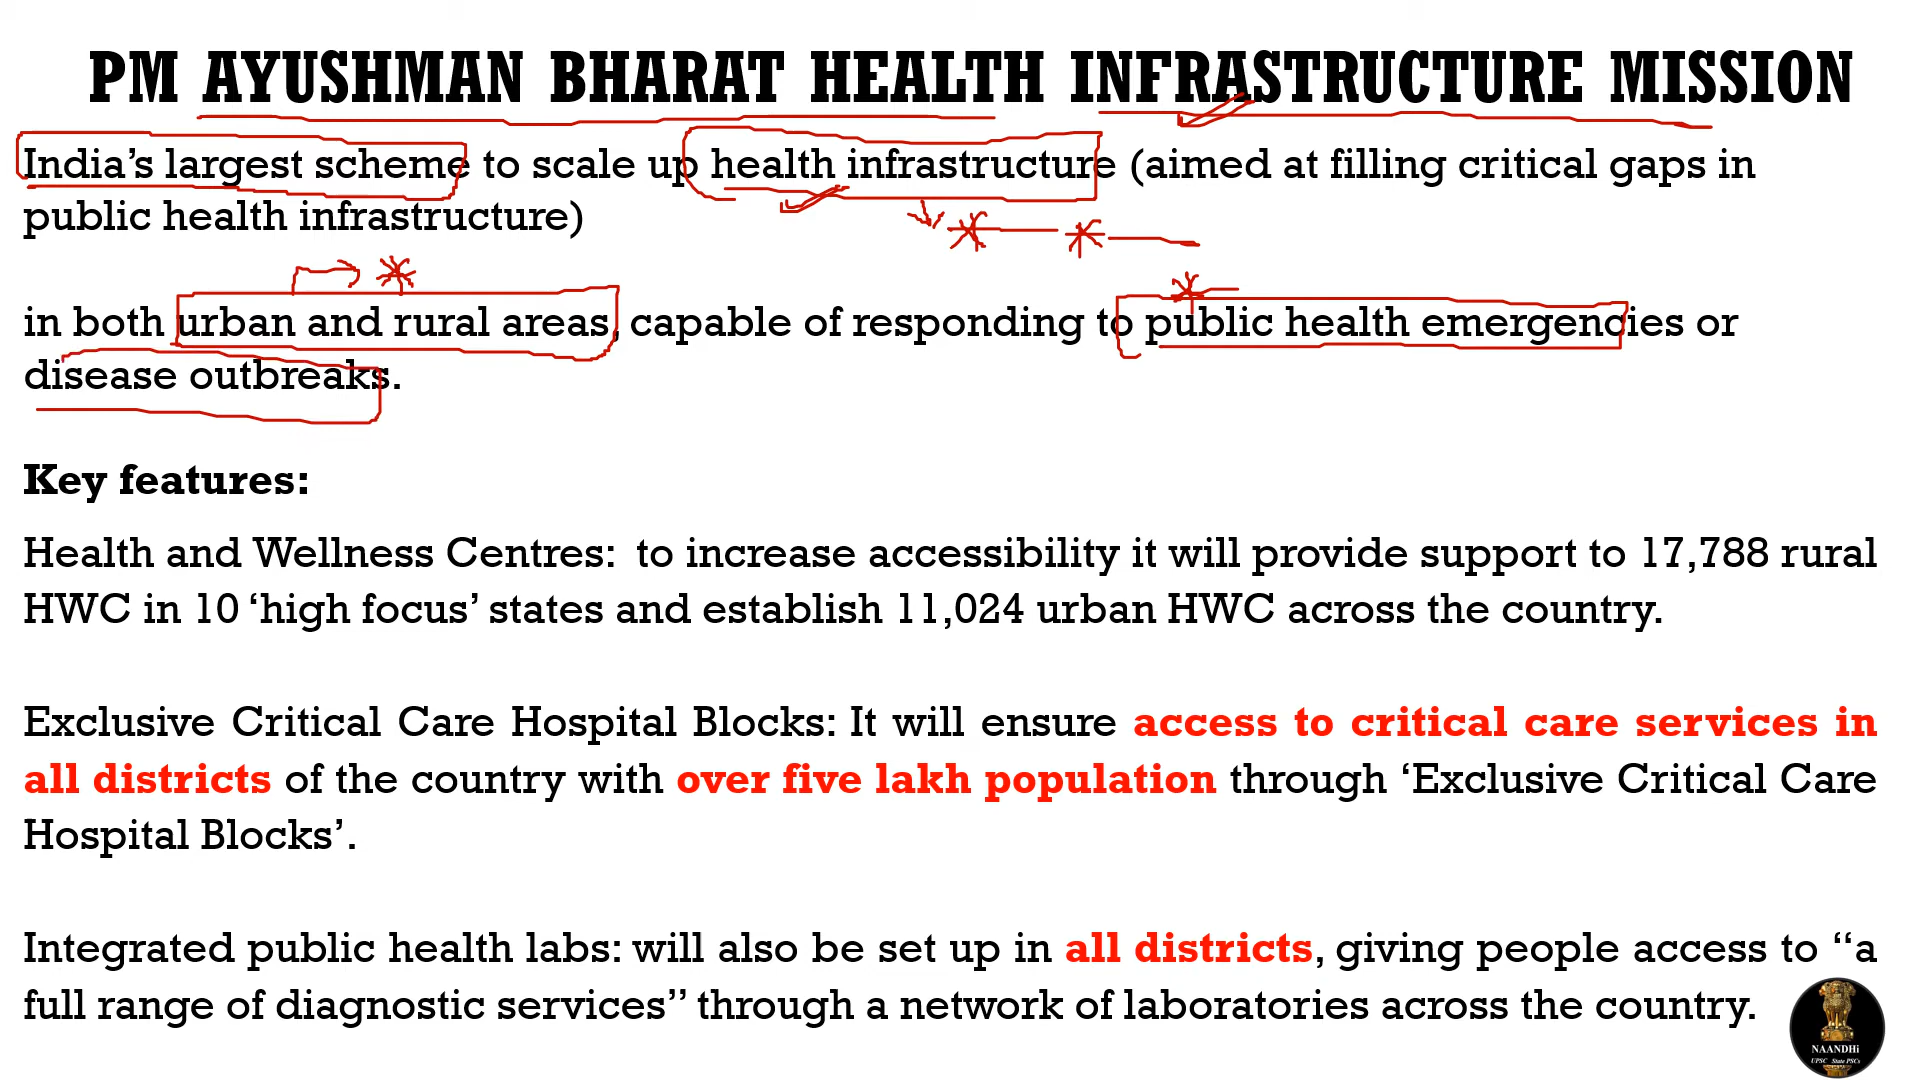 PM AYUSHMAN BHARAT HEALTH INFRASTRUCTURE MISSION
India’s largest scheme to scale up health infrastructure (aimed at filling critical gaps in
public health infrastructure)
in both urban and rural areas, capable of responding to public health emergencies or
disease outbreaks.
Key features:
Health and Wellness Centres:  to increase accessibility it will provide support to 17,788 rural
HWC in 10 ‘high focus’ states and establish 11,024 urban HWC across the country.
Exclusive Critical Care Hospital Blocks: It will ensure access to critical care services in
all districts of the country with over five lakh population through ‘Exclusive Critical Care
Hospital Blocks’.
Integrated public health labs: will also be set up in all districts, giving people access to “a
full range of diagnostic services” through a network of laboratories across the country.
NAANDHi
UPSC State PSCs